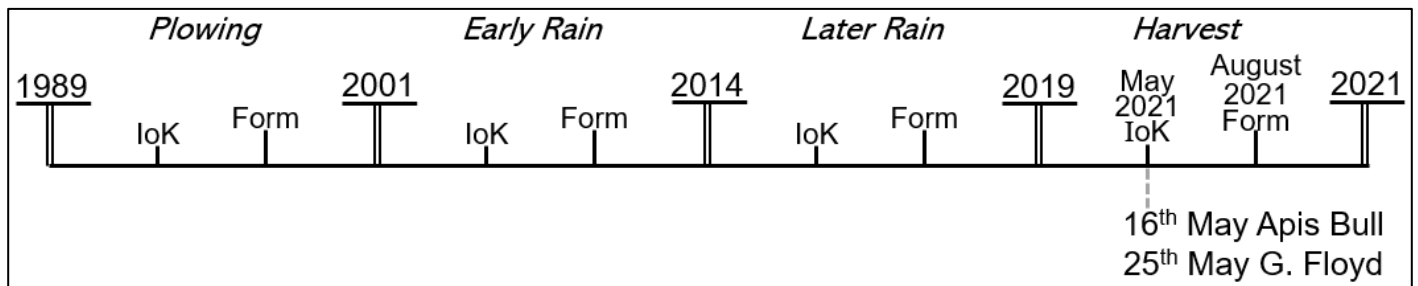 Plowing Early Rain Later Rain Harvest
1989 IoK Form 2001 IoK Form 2014 IoK Form 2019 May 2021 IoK August 2021 Form 2021
16th May Apis Bull
25th May G. Floyd